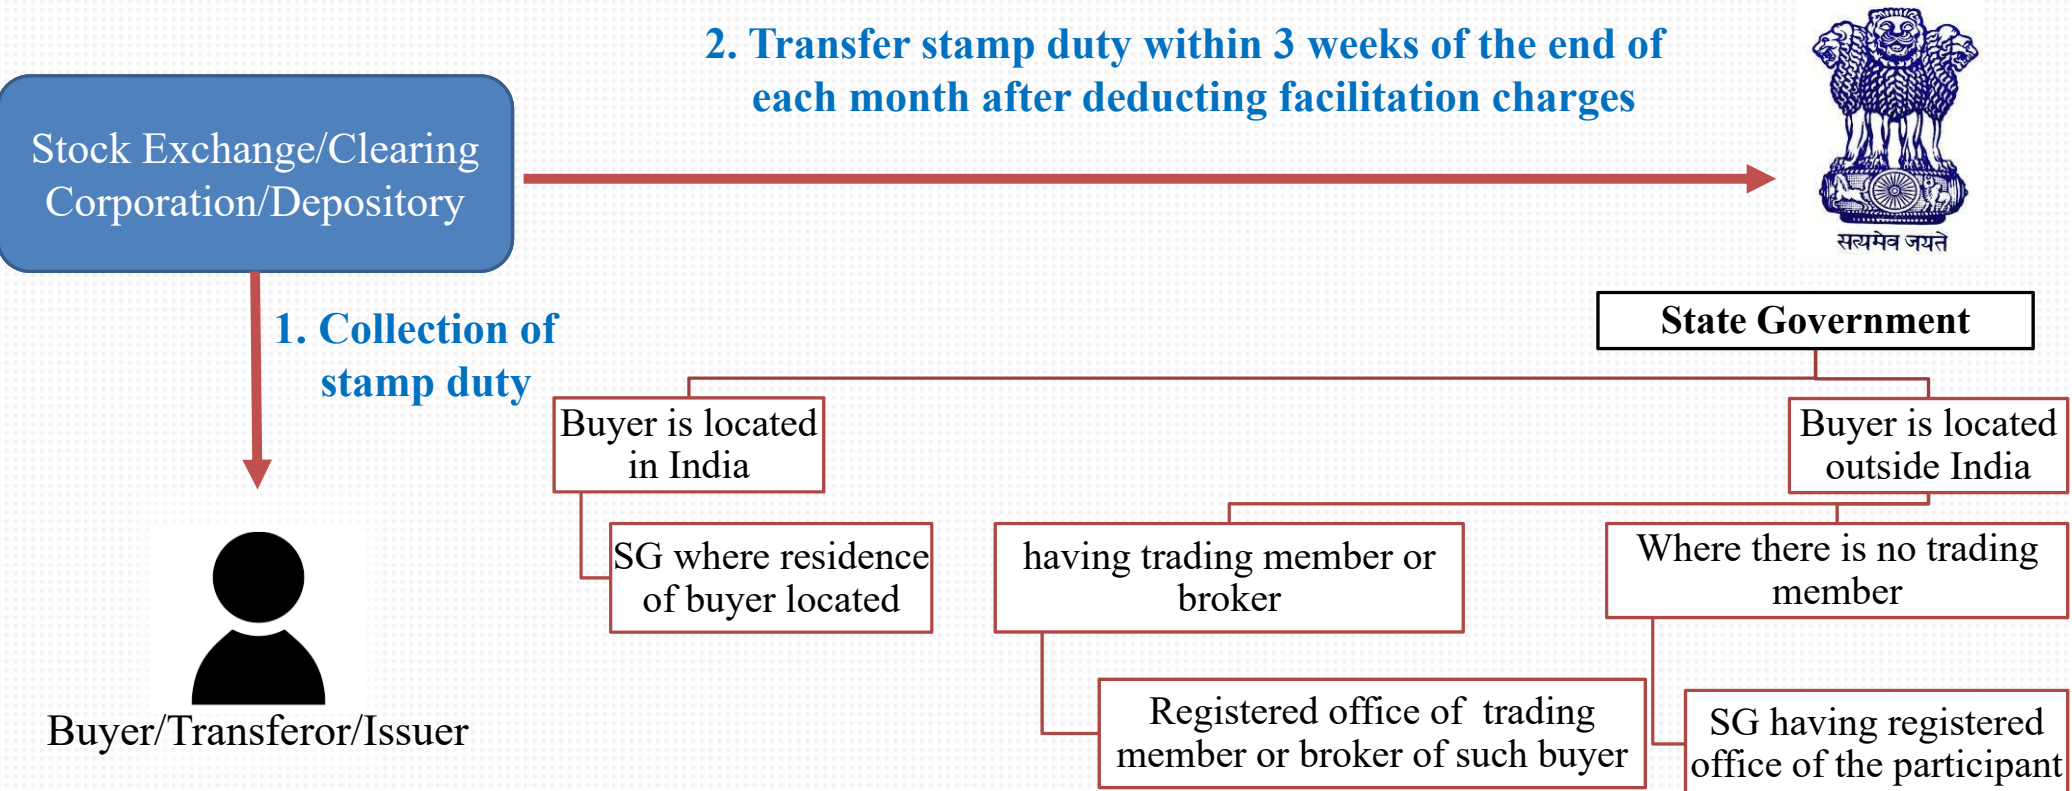 2. Transfer stamp duty within 3 weeks of the end of
each month after deducting facilitation charges
Stock Exchange/Clearing
Corporation/Depository
सत्यमेव जयते
1. Collection of
stamp duty
State Government
Buyer is located
in India
Buyer is located
outside India
SG where residence
of buyer located
having trading member or
broker
Where there is no trading
member
Registered office of trading
member or broker of such buyer
SG having registered
office of the participant
Buyer/Transferor/Issuer